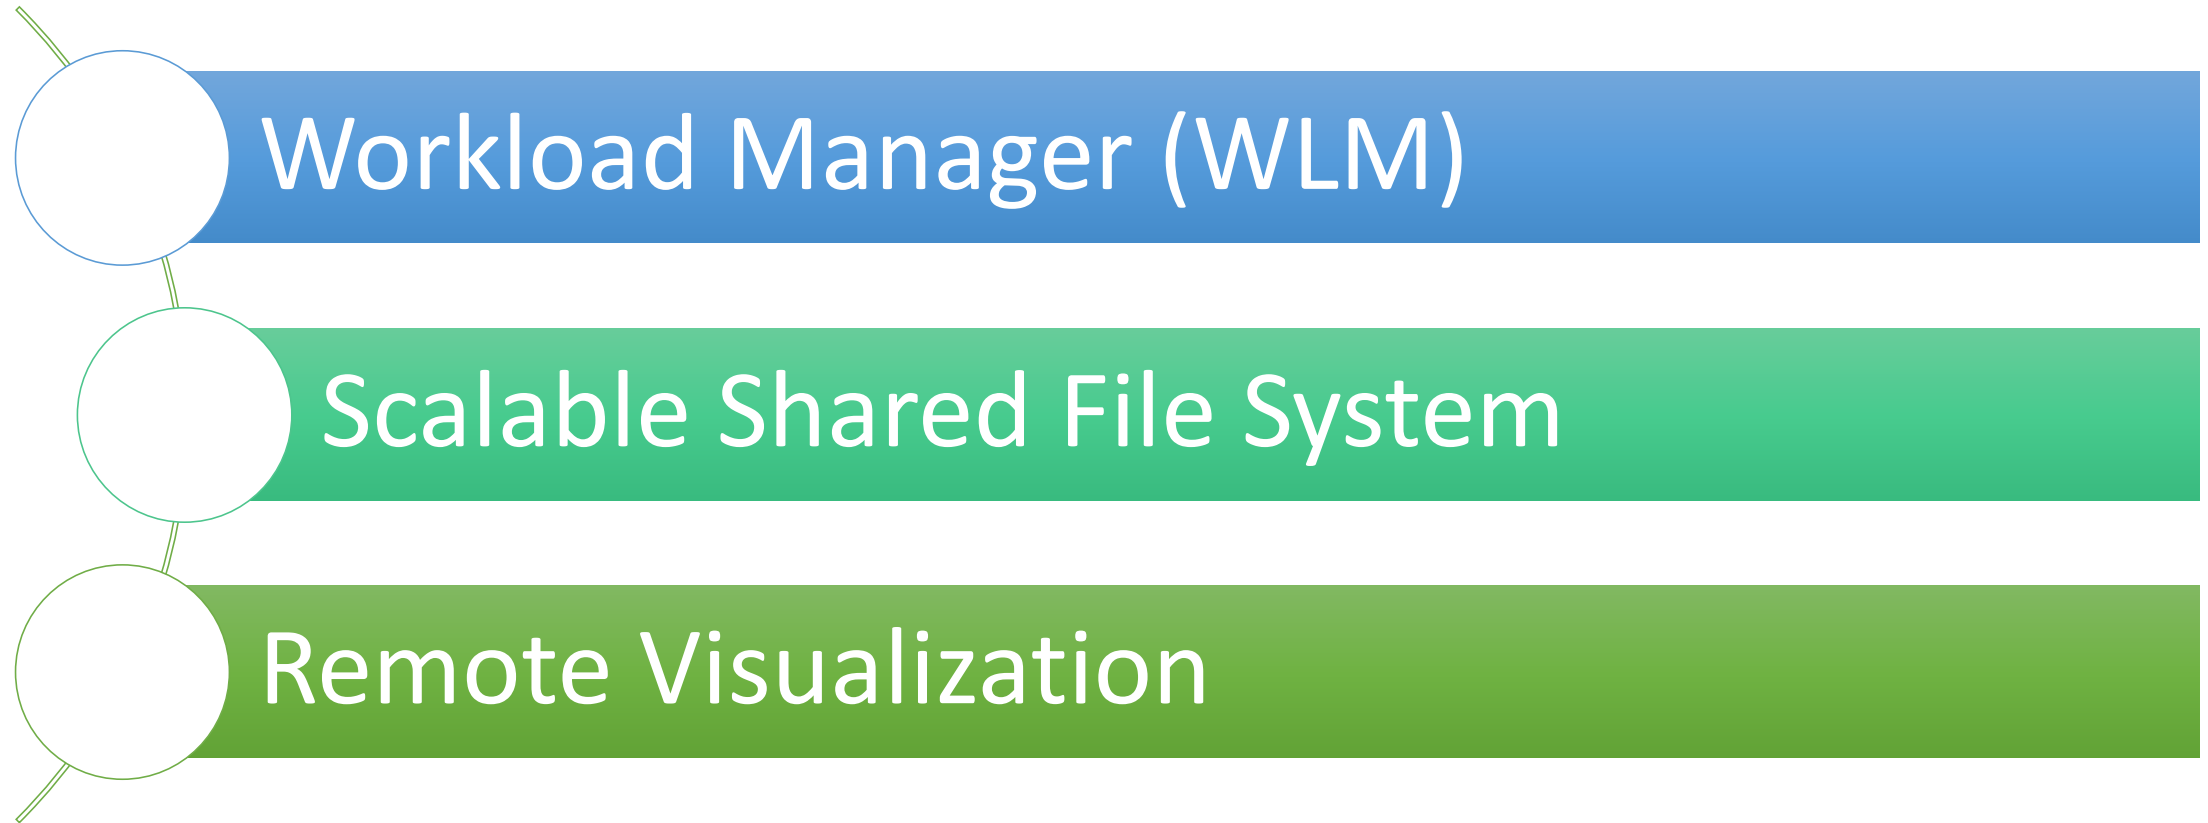 Workload Manager (WLM)
Scalable Shared File System
Remote Visualization